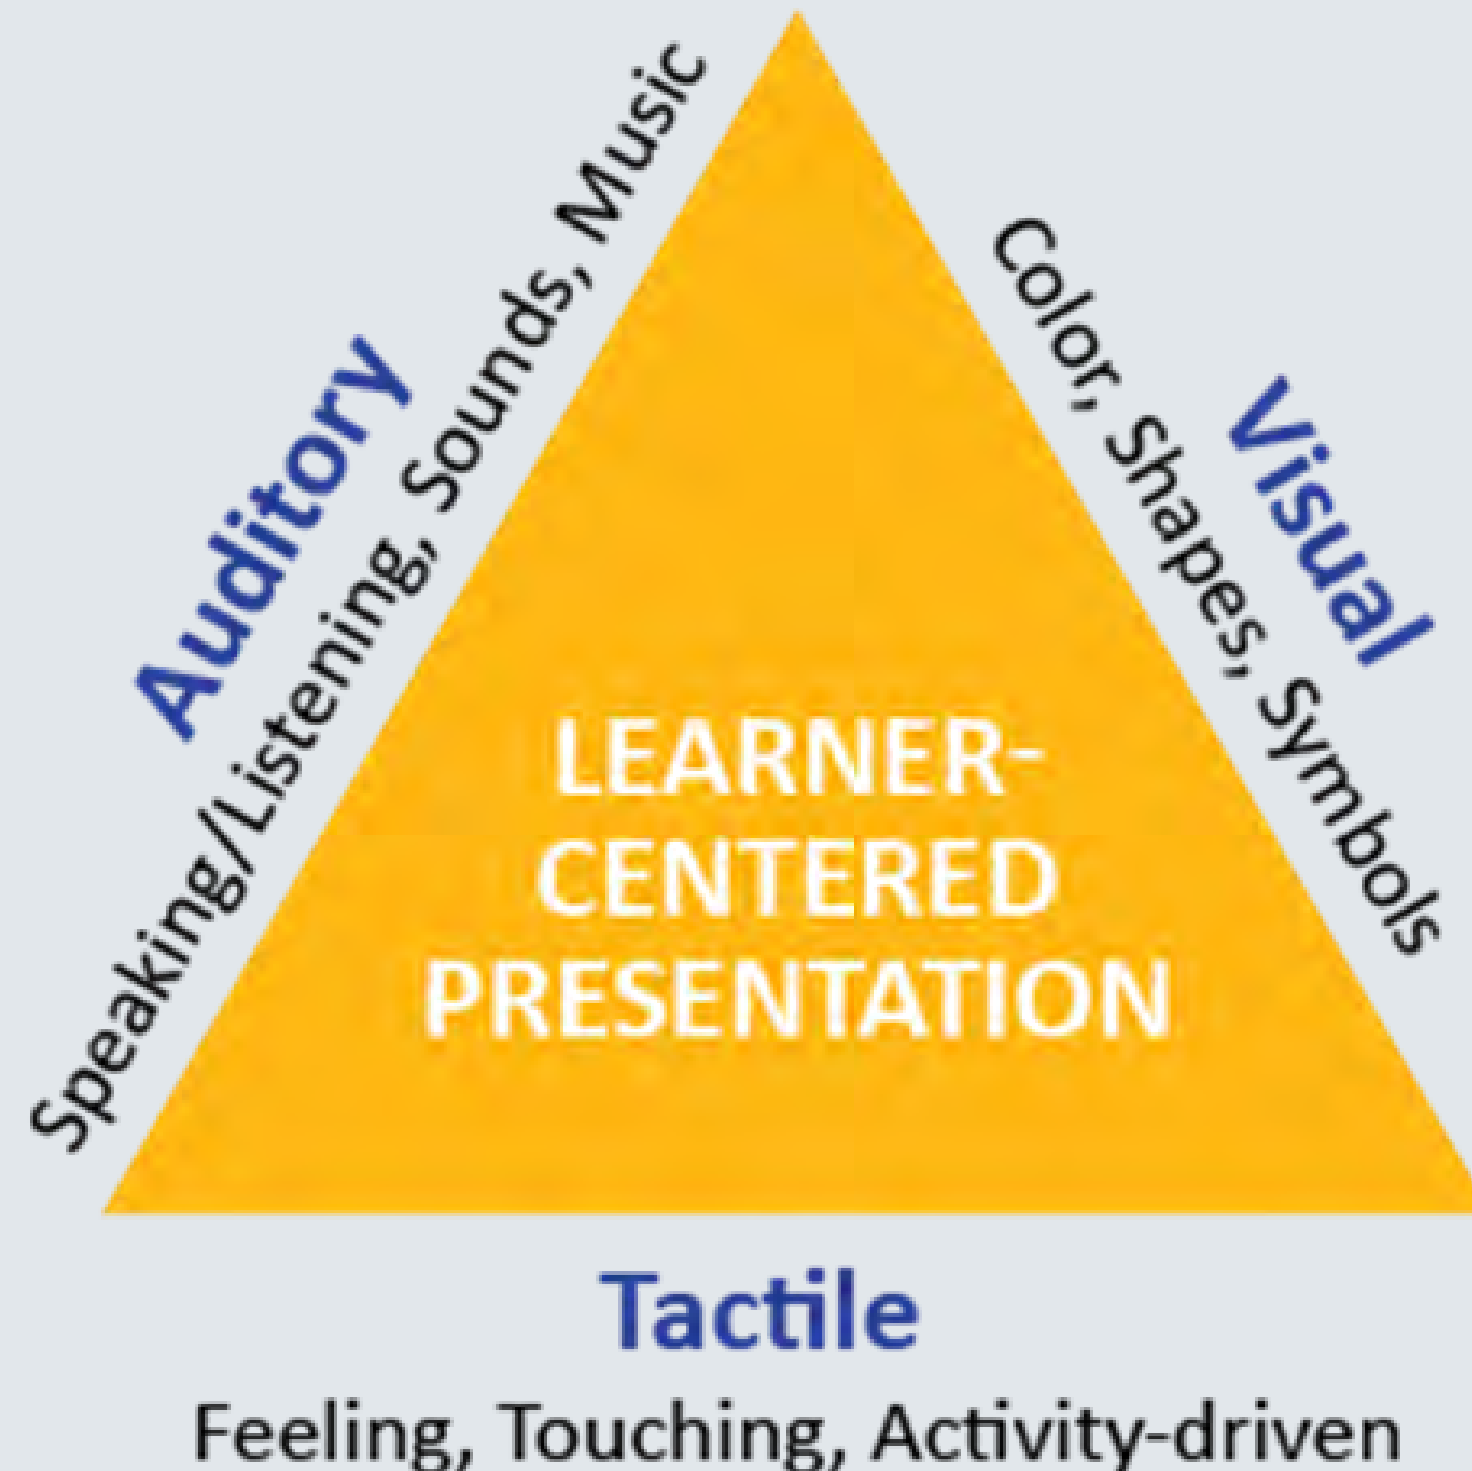 Auditory
Speaking/Listening, Sounds, Music
Visual
Color, Shapes, Symbols
LEARNER-
CENTERED
PRESENTATION
Tactile
Feeling, Touching, Activity-driven